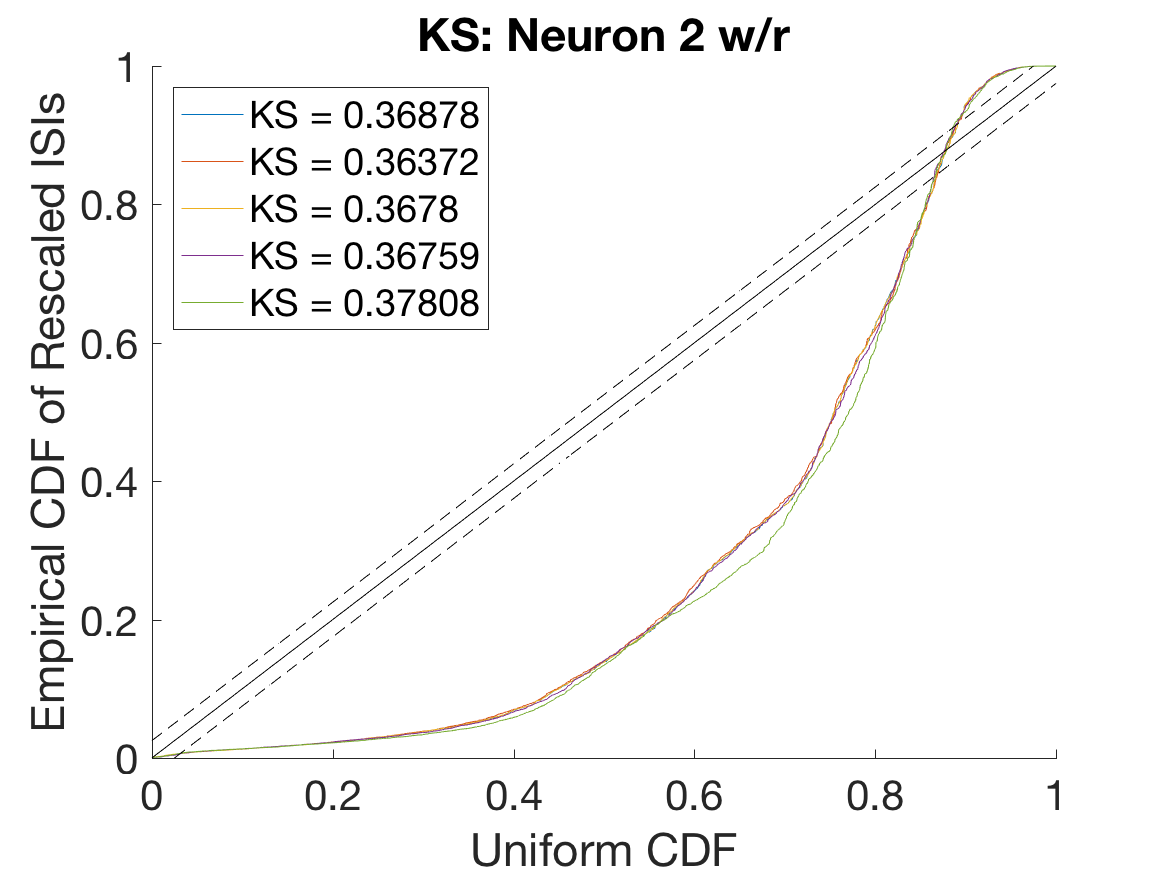 KS: Neuron 2 w/r
KS = 0.36878
KS = 0.36372
KS = 0.3678
KS = 0.36759
KS = 0.37808
Empirical CDF of Rescaled ISIs
1
0.8
0.6
0.4
0.2
0
0 0.2 0.4 0.6 0.8 1
Uniform CDF